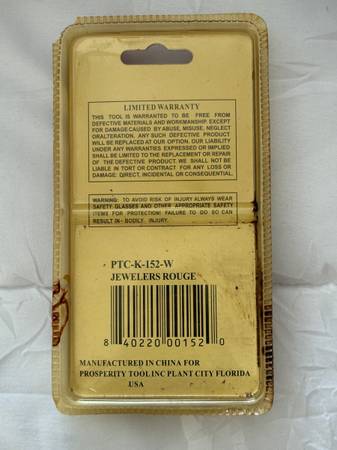 LIMITED WARRANTY
THIS TOOL IS WARRANTED TO BE FREE FROM
DEFECTIVE MATERIALS AND WORKMANSHIP. EXCEPT
FOR DAMAGE CAUSED BY ABUSE, MISUSE, NEGLECT
ORALTERATION. ANY SUCH DEFECTIVE PRODUCT
WILL BE REPLACED AT OUR OPTION. OUR LIABILITY
UNDER ANY WARRANTIES EXPRESSED OR IMPLIED
SHALL BE LIMITED TO THE REPLACEMENT OR REPAIR
OF THE DEFECTIVE PRODUCT.WE SHALL NOT BE
LIABLE IN TORT OR CONTRACT FOR ANY LOSS OR
DAMAGE: QIRECT, INCIDENTAL OR CONSEQUENTIAL.
WARNING: TO AVOID RISK OF INJURY.ALWAYS WEAR
SAFETY GLASSES AND OTHER APPROPRIATE SAFETY
ITEMS FOR PROTECTION! FAILURE TO DO SO CAN
RESULT IN- BODILY. INJURY.
PTC-K-152-W
JEWELERS ROUGE
8 40220 00152 0
MANUFACTURED IN CHINA FOR
PROSPERITY TOOL INC PLANT CITY FLORIDA
USA